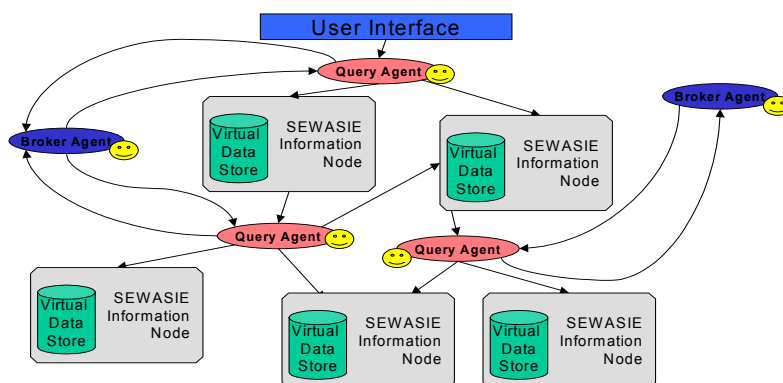 User Interface
Query Agent
Broker Agent
Broker Agent
Virtual
Data
Store
SEWASIE
Information
Node
Virtual
Data
Store
SEWASIE
Information
Node
Query Agent
Query Agent
Virtual
Data
Store
SEWASIE
Information
Node
Virtual
Data
Store
SEWASIE
Information
Node
Virtual
Data
Store
SEWASIE
Information
Node